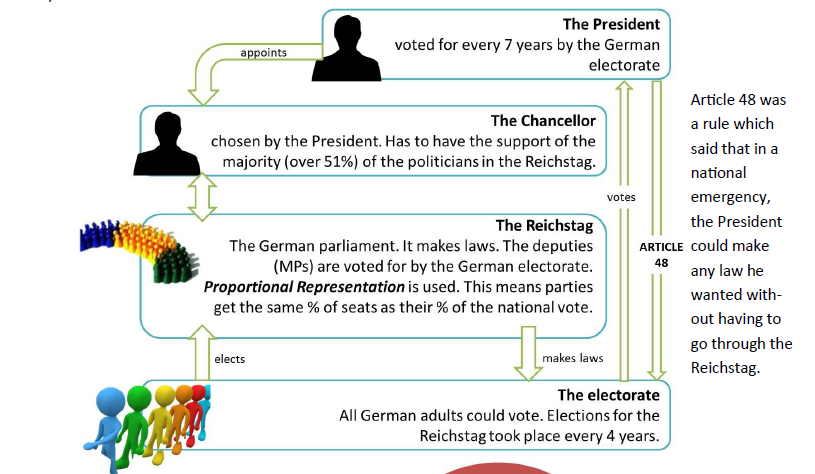 The President
voted for every 7 years by the German
electorate
appoints
The Chancellor
chosen by the President. Has to have the support of the
majority (over 51%) of the politicians in the Reichstag.
The Reichstag
The German parliament. It makes laws. The deputies
(MPs) are voted for by the German electorate.
Proportional Representation is used. This means parties
get the same % of seats as their % of the national vote.
elects
makes laws
votes
ARTICLE
48
The electorate
All German adults could vote. Elections for the
Reichstag took place every 4 years.
Article 48 was
a rule which
said that in a
national
emergency,
the President
could make
any law he
wanted with-
out having to
go through the
Reichstag.